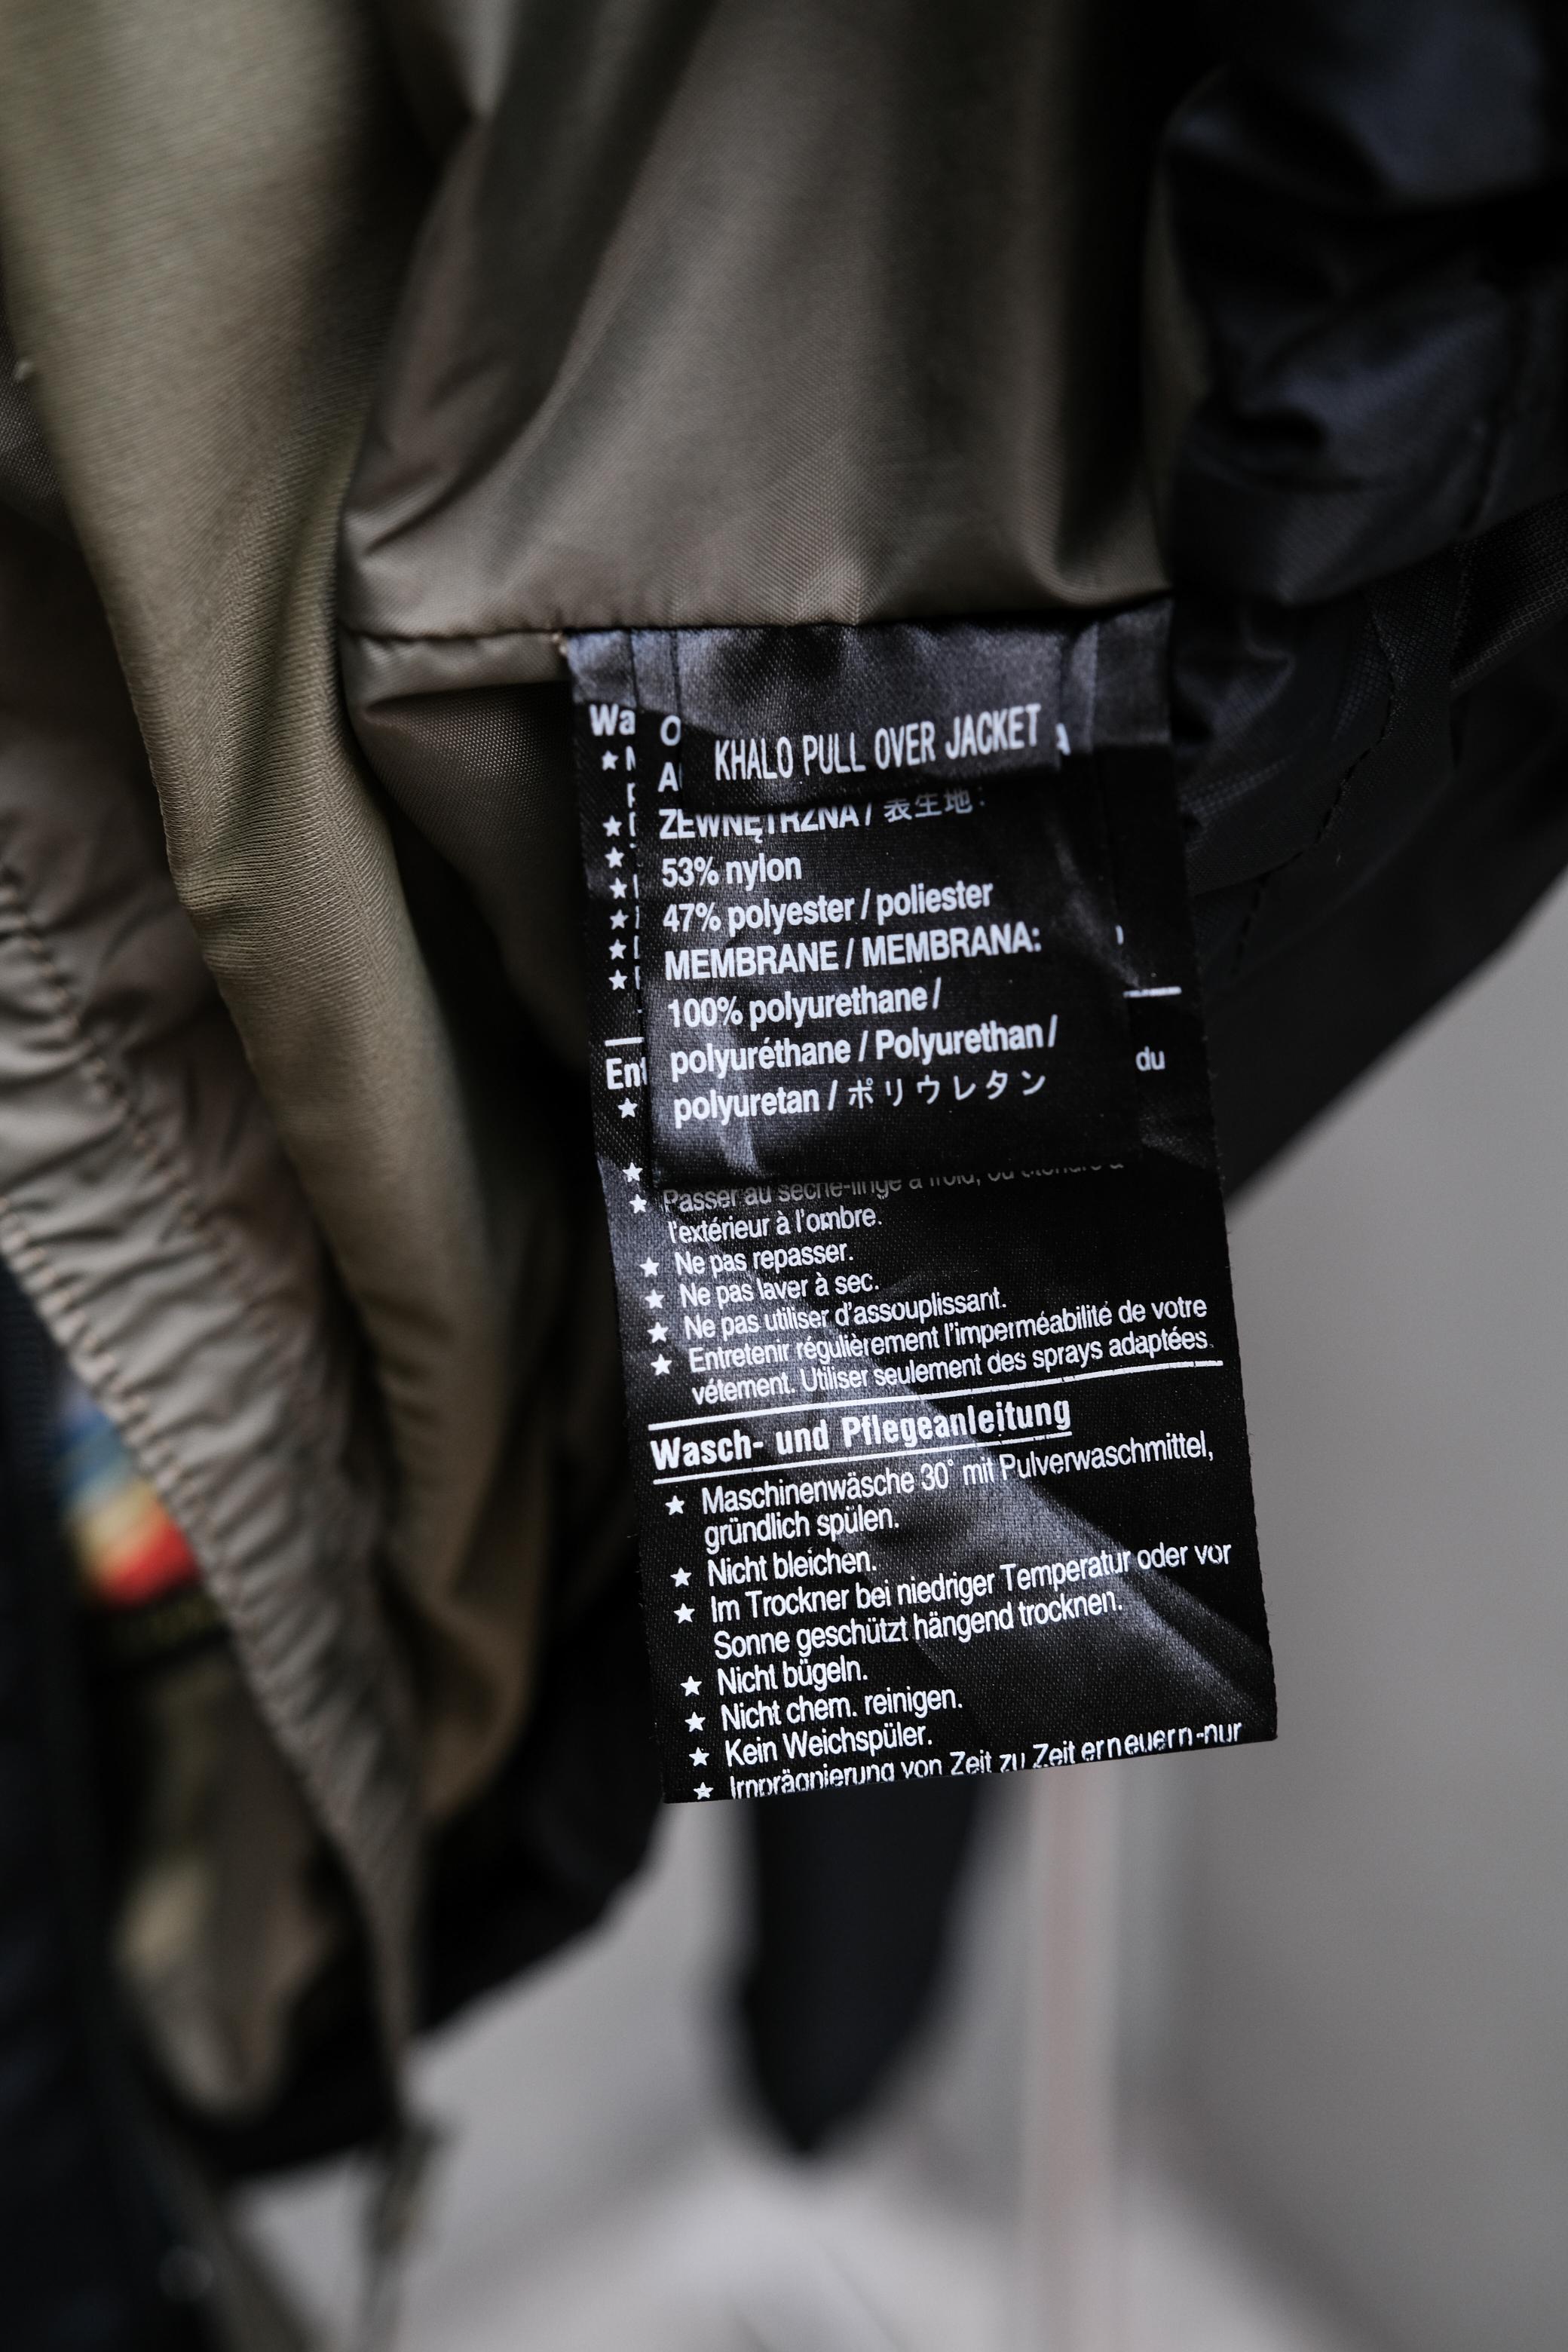 KHALO PULL OVER JACKET
ZEWNĘTRZNA / 表生地:
53% nylon
47% polyester / poliester
MEMBRANE / MEMBRANA:
100% polyurethane /
polyuréthane / Polyurethan /
polyuretan / ポリウレタン
Wa
Ent
du
Passer au sèche-linge à froid, ou étendre à
l'extérieur à l'ombre.
★ Ne pas repasser.
★ Ne pas laver à sec.
★ Ne pas utiliser d'assouplissant.
★ Entretenir régulièrement l'imperméabilité de votre
vétement. Utiliser seulement des sprays adaptées.
Wasch- und Pflegeanleitung
★ Maschinenwäsche 30° mit Pulverwaschmittel,
gründlich spülen.
★ Nicht bleichen.
★ Im Trockner bei niedriger Temperatur oder vor
Sonne geschützt hängend trocknen.
★ Nicht bügeln.
★ Nicht chem. reinigen.
★ Kein Weichspüler.
★ Imprägnierung von Zeit zu Zeit erneuern-nur